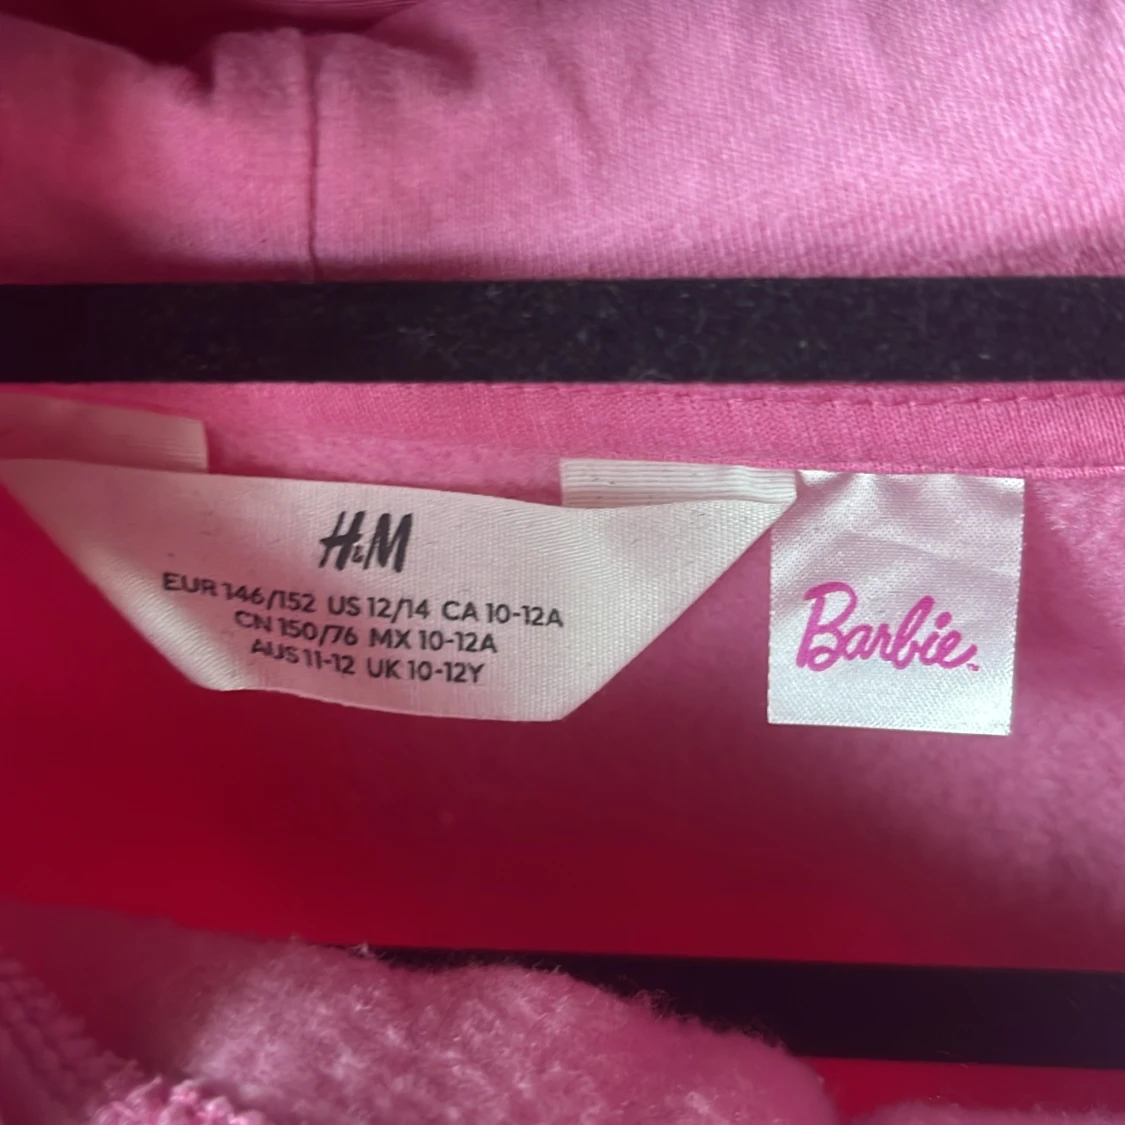 H&M
EUR 146/152 US 12/14 CA 10-12A
CN 150/76 MX 10-12A
AUS 11-12 UK 10-12Y
Barbie™